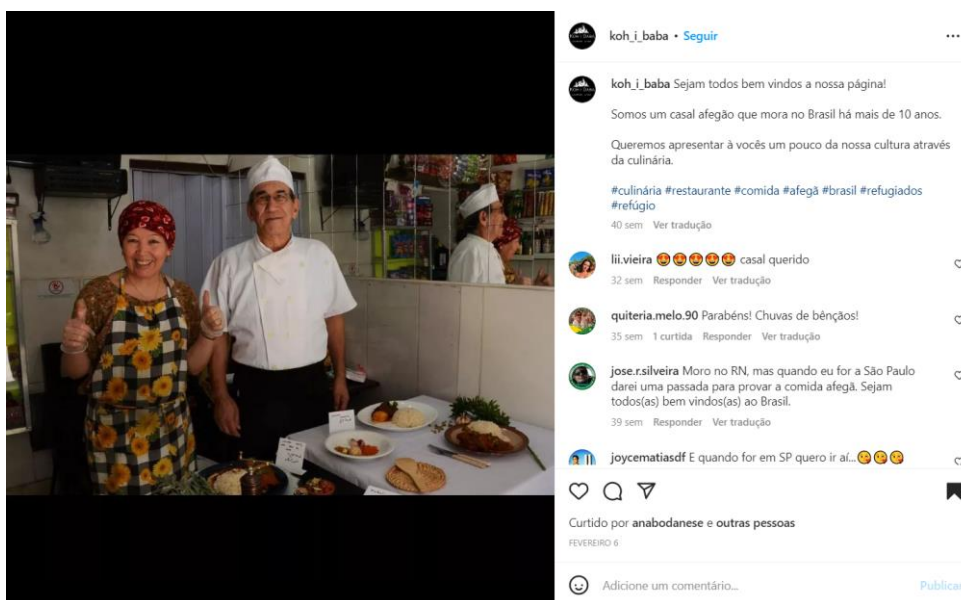 koh_i_baba • Seguir
koh_i_baba Sejam todos bem vindos a nossa página!
Somos um casal afegão que mora no Brasil há mais de 10 anos.
Queremos apresentar à vocês um pouco da nossa cultura através
da culinária.
#culinária #restaurante #comida #afegã #brasil #refugiados
#refúgio
40 sem Ver tradução
lii.vieira 😍😍😍😍😍 casal querido
32 sem Responder Ver tradução
quiteria.melo.90 Parabéns! Chuvas de bênçãos!
35 sem 1 curtida Responder Ver tradução
jose.r.silveira Moro no RN, mas quando eu for a São Paulo
darei uma passada para provar a comida afegã. Sejam
todos(as) bem vindos(as) ao Brasil.
39 sem Responder Ver tradução
joycematiasdf E quando for em SP quero ir aí...😋😋😋
Curtido por anabodanese e outras pessoas
FEVEREIRO 6
Adicione um comentário...
Publicar